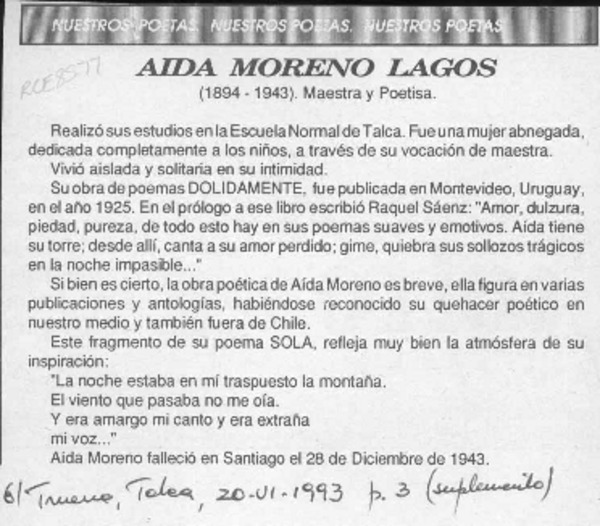 NUESTROS POETAS. NUESTROS POETAS. NUESTROS POETAS
AIDA MORENO LAGOS
RCE8577
(1894 - 1943). Maestra y Poetisa.
Realizó sus estudios en la Escuela Normal de Talca. Fue una mujer abnegada,
dedicada completamente a los niños, a través de su vocación de maestra.
Vivió aislada y solitaria en su intimidad.
Su obra de poemas DOLIDAMENTE, fue publicada en Montevideo, Uruguay,
en el año 1925. En el prólogo a ese libro escribió Raquel Sáenz: "Amor, dulzura,
piedad, pureza, de todo esto hay en sus poemas suaves y emotivos. Aída tiene
su torre; desde allí, canta a su amor perdido; gime, quiebra sus sollozos trágicos
en la noche impasible..."
Si bien es cierto, la obra poética de Aída Moreno es breve, ella figura en varias
publicaciones y antologías, habiéndose reconocido su quehacer poético en
nuestro medio y también fuera de Chile.
Este fragmento de su poema SOLA, refleja muy bien la atmósfera de su
inspiración:
"La noche estaba en mí traspuesto la montaña.
El viento que pasaba no me oía.
Y era amargo mi canto y era extraña
mi voz..."
Aida Moreno falleció en Santiago el 28 de Diciembre de 1943.
Talca, 20-VI-1993 p. 3 (suplemento)